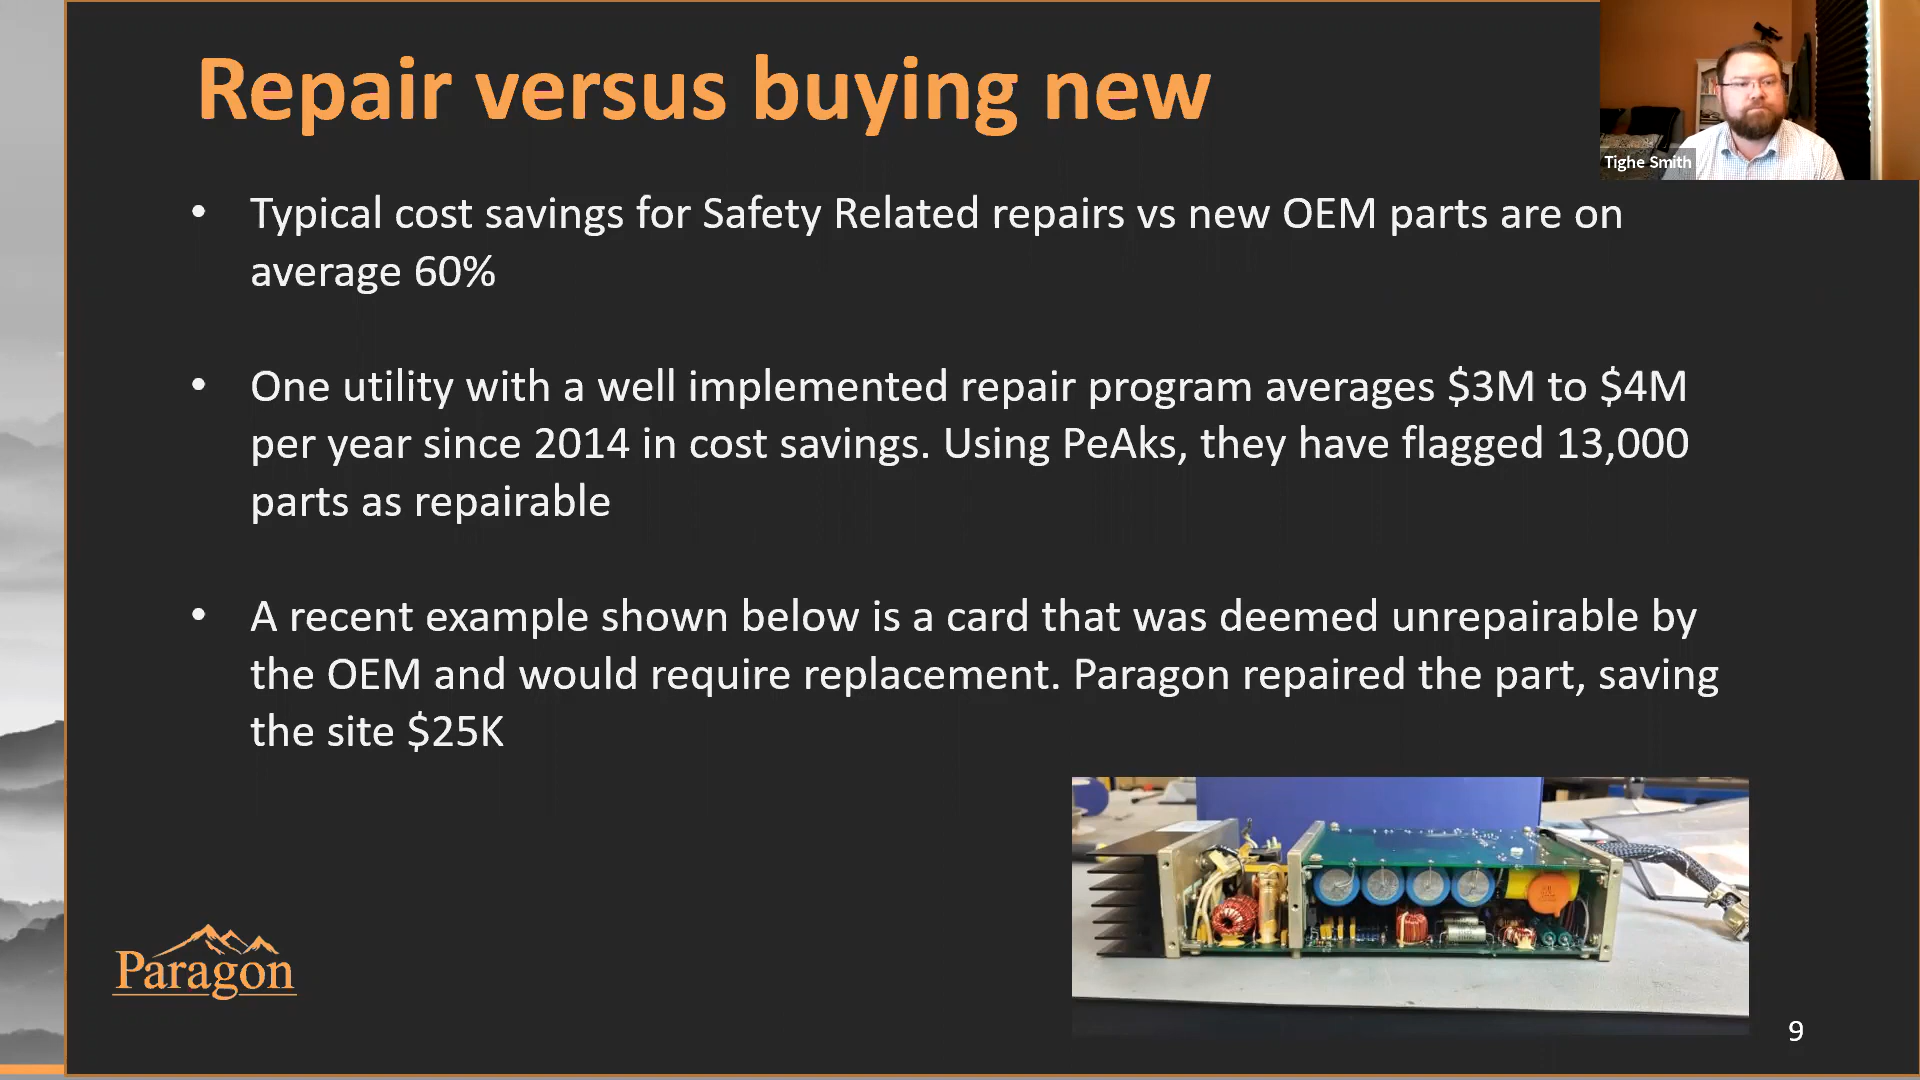 Repair versus buying new
Tighe Smith
• Typical cost savings for Safety Related repairs vs new OEM parts are on
average 60%
• One utility with a well implemented repair program averages $3M to $4M
per year since 2014 in cost savings. Using PeAks, they have flagged 13,000
parts as repairable
• A recent example shown below is a card that was deemed unrepairable by
the OEM and would require replacement. Paragon repaired the part, saving
the site $25K
Paragon
9